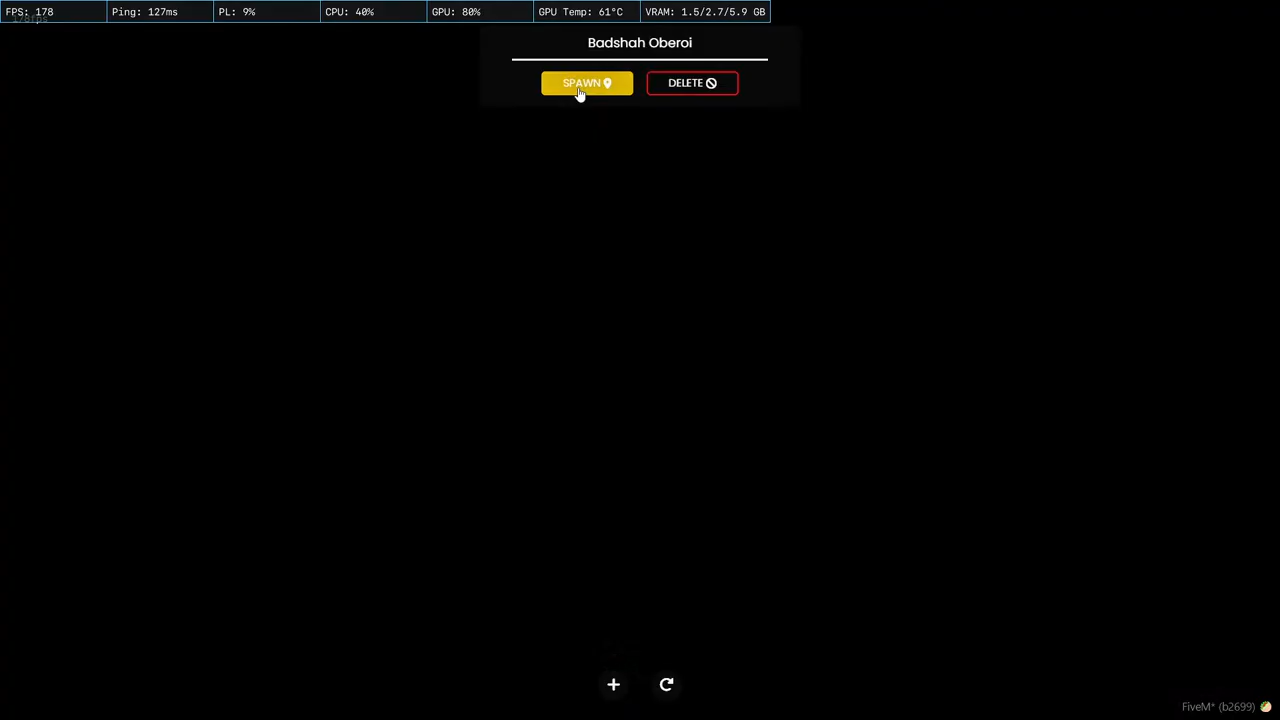 FPS: 178 Ping: 127ms PL: 9% CPU: 40% GPU: 80% GPU Temp: 61°C VRAM: 1.5/2.7/5.9 GB
178fps
Badshah Oberoi
SPAWN DELETE
FiveM* (b2699)